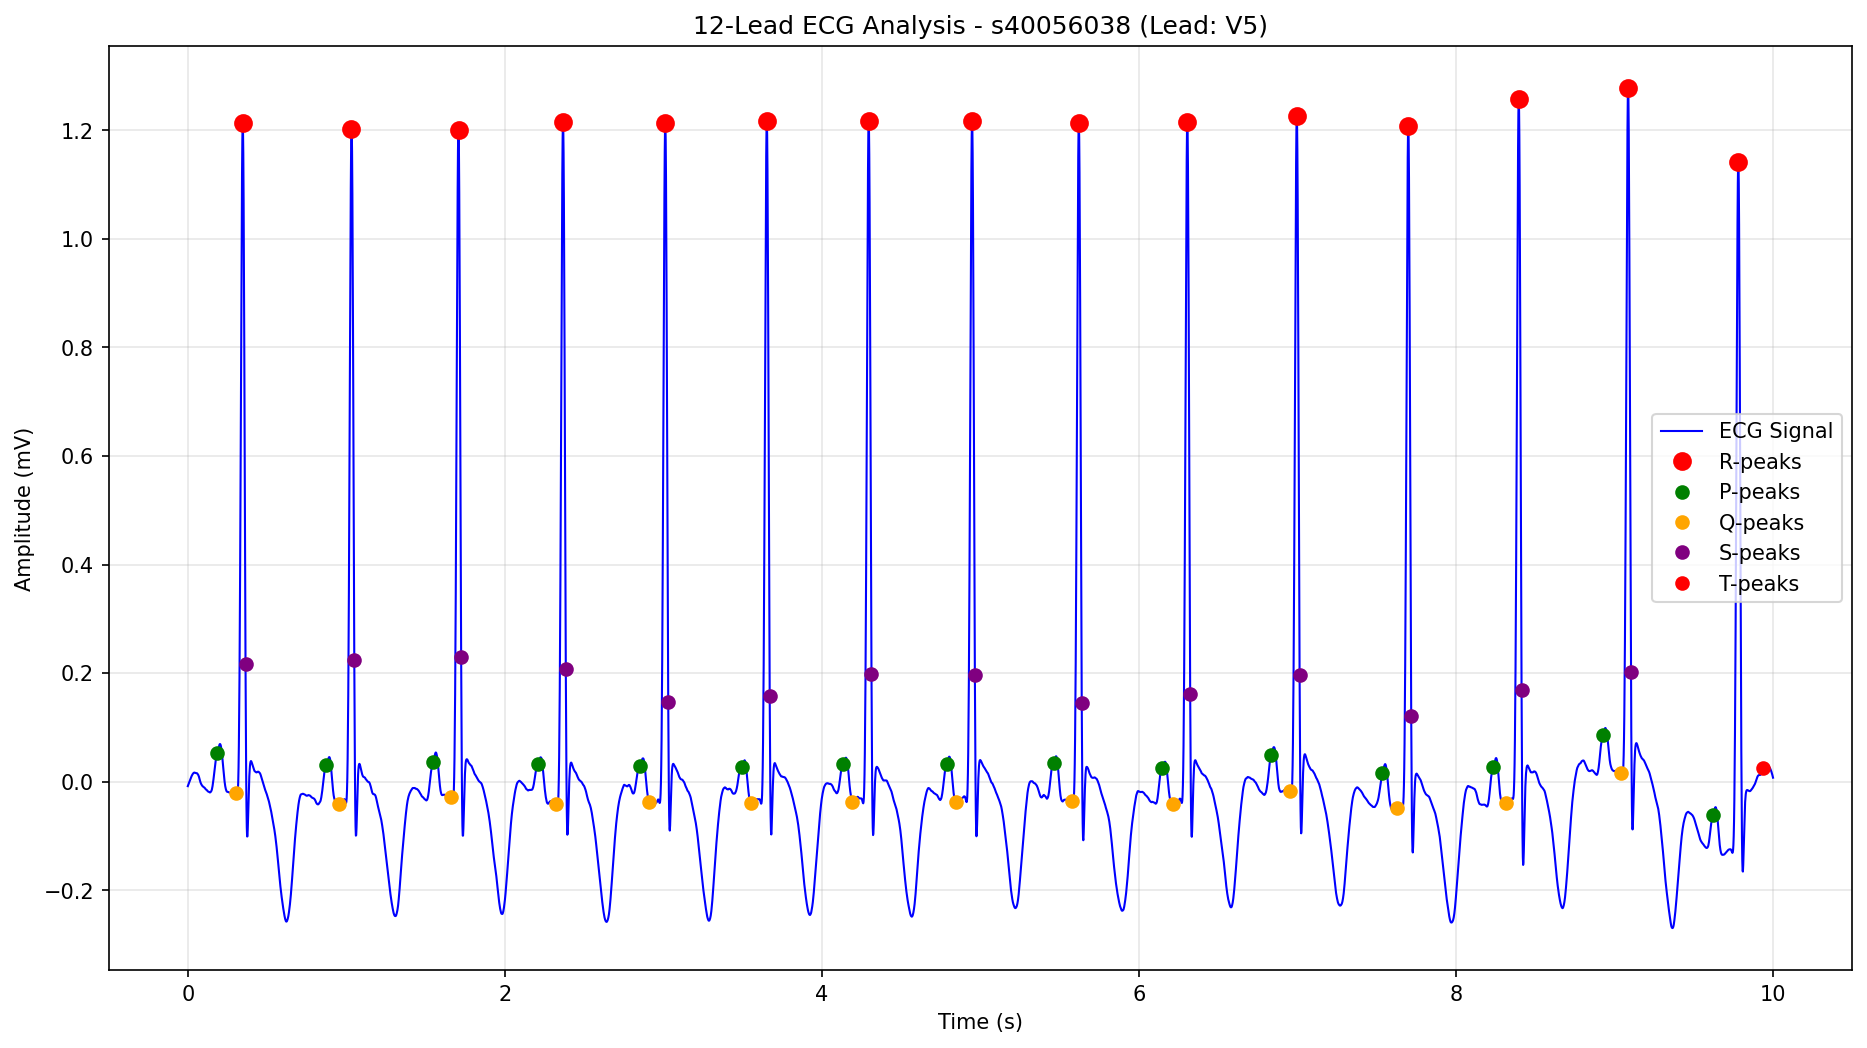 12-Lead ECG Analysis - s40056038 (Lead: V5)
Amplitude (mV)
1.2
1.0
0.8
0.6
0.4
0.2
0.0
−0.2
ECG Signal
R-peaks
P-peaks
Q-peaks
S-peaks
T-peaks
0 2 4 6 8 10
Time (s)